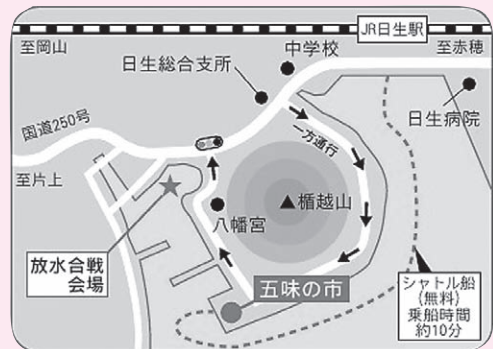 JR日生駅
至岡山
中学校
至赤穂
日生総合支所
日生病院
国道250号
一方通行
至片上
▲楯越山
八幡宮
放水合戦
会場
五味の市
シャトル船
(無料)
乗船時間
約10分